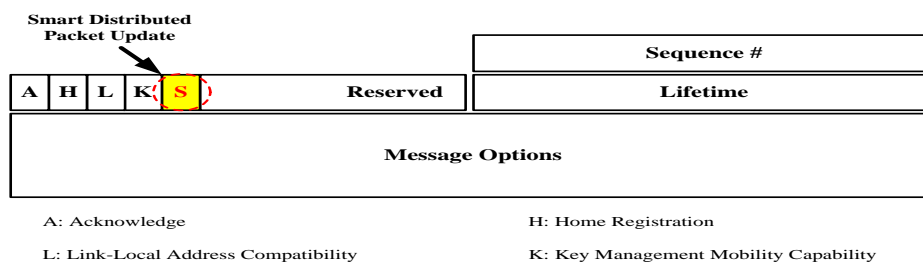 Smart Distributed
Packet Update
Sequence #
A H L K S Reserved Lifetime
Message Options
A: Acknowledge H: Home Registration
L: Link-Local Address Compatibility K: Key Management Mobility Capability